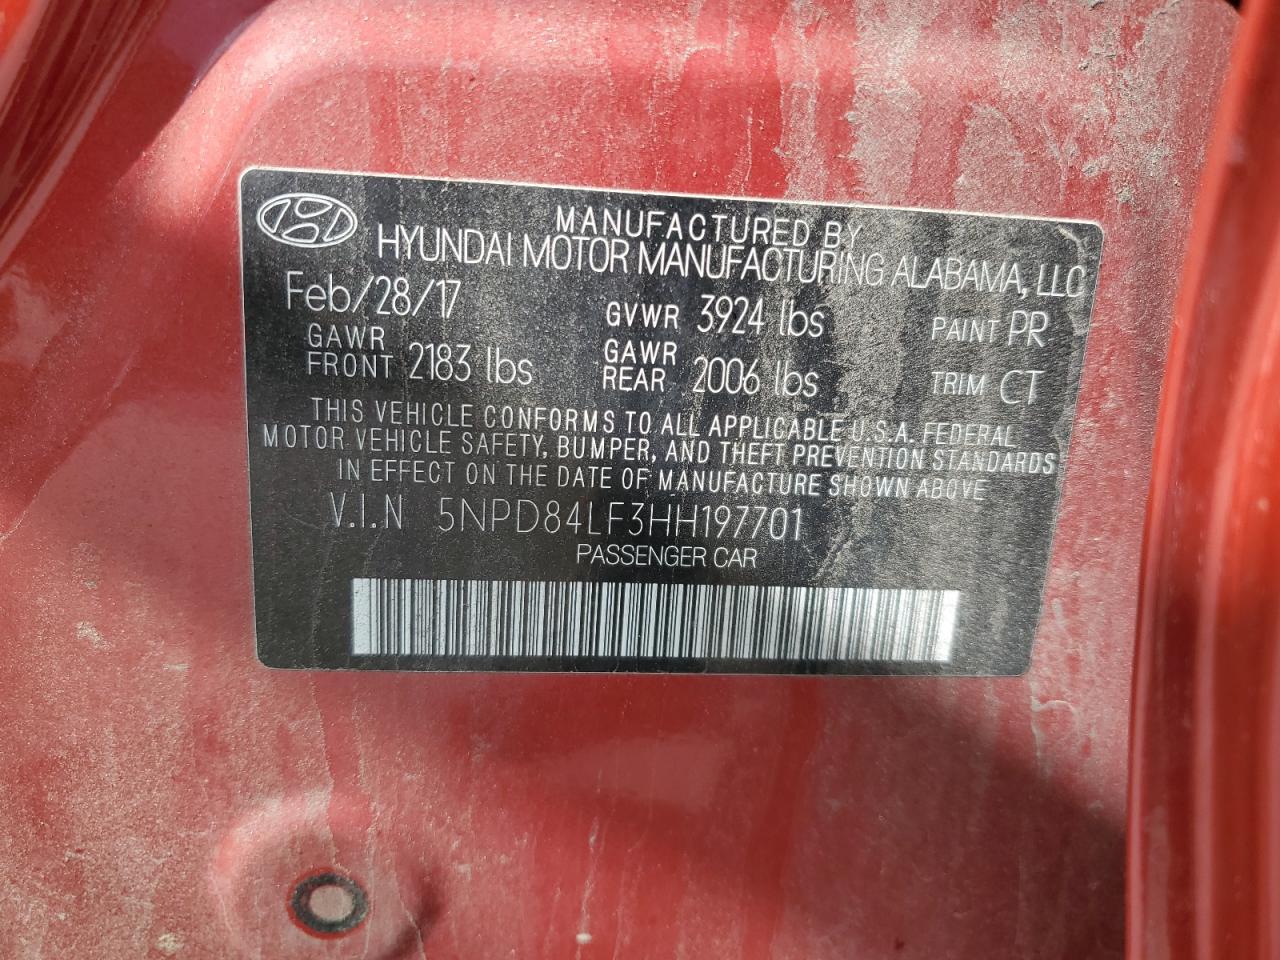 MANUFACTURED BY
HYUNDAI MOTOR MANUFACTURING ALABAMA, LLC
Feb/28/17 GVWR 3924 lbs PAINT PR
GAWR FRONT 2183 lbs GAWR REAR 2006 lbs TRIM CT
THIS VEHICLE CONFORMS TO ALL APPLICABLE U.S.A. FEDERAL
MOTOR VEHICLE SAFETY, BUMPER, AND THEFT PREVENTION STANDARDS
IN EFFECT ON THE DATE OF MANUFACTURE SHOWN ABOVE
V.I.N 5NPD84LF3HH197701
PASSENGER CAR